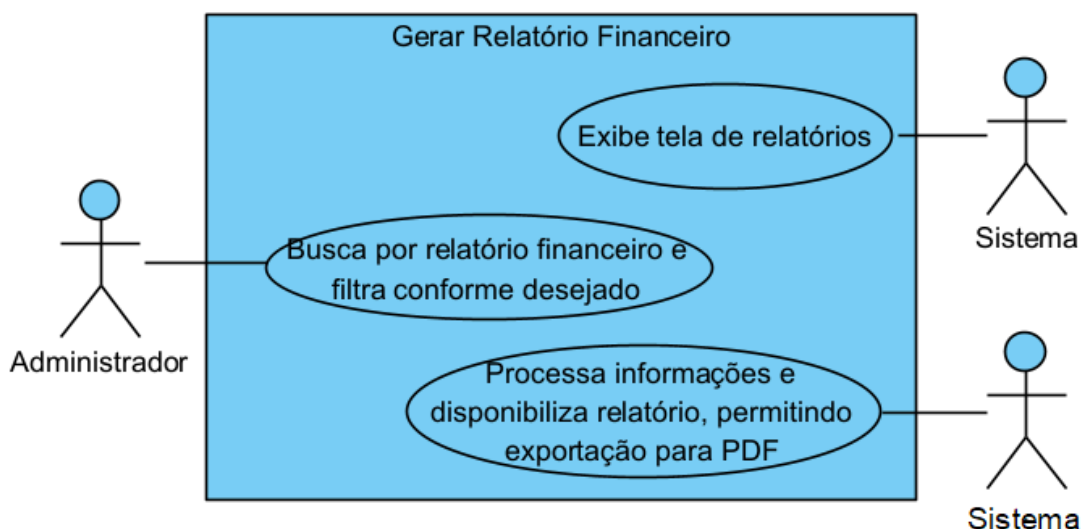 Gerar Relatório Financeiro
Exibe tela de relatórios
Sistema
Busca por relatório financeiro e
filtra conforme desejado
Administrador
Processa informações e
disponibiliza relatório, permitindo
exportação para PDF
Sistema